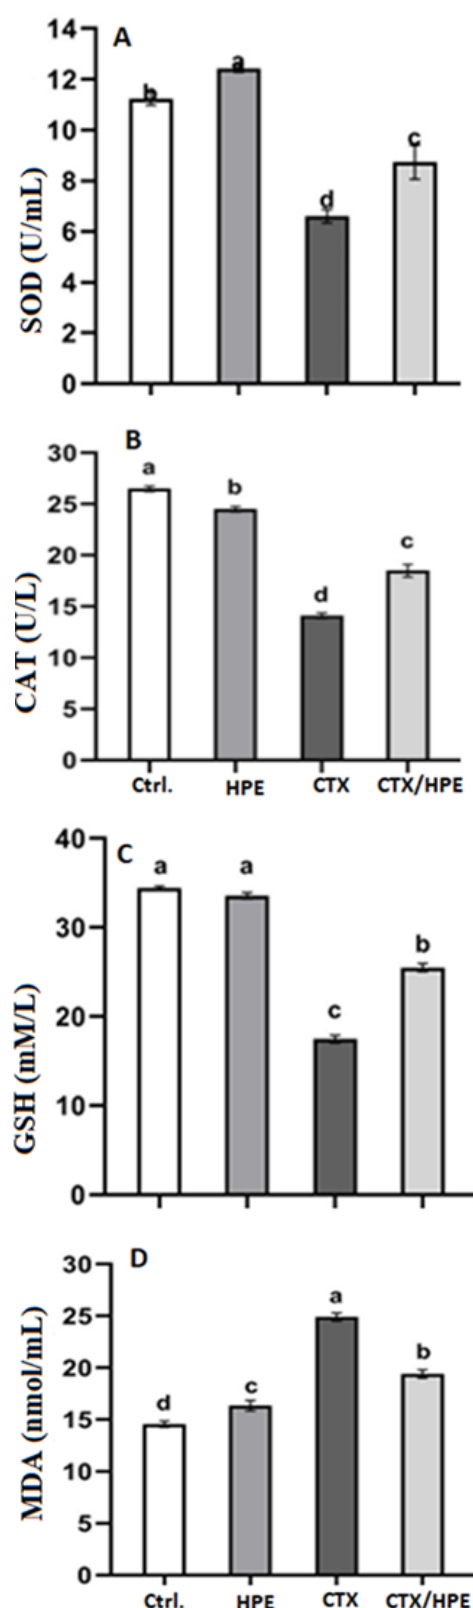 A
14
12
10
8
6
4
2
0
SOD (U/mL)
b
a
d
c
B
30
25
20
15
10
5
0
CAT (U/L)
a
b
d
c
Ctrl. HPE CTX CTX/HPE
C
40
30
20
10
0
GSH (mM/L)
a
a
c
b
D
30
25
20
15
10
5
0
MDA (nmol/mL)
d
c
a
b
Ctrl. HPE CTX CTX/HPE